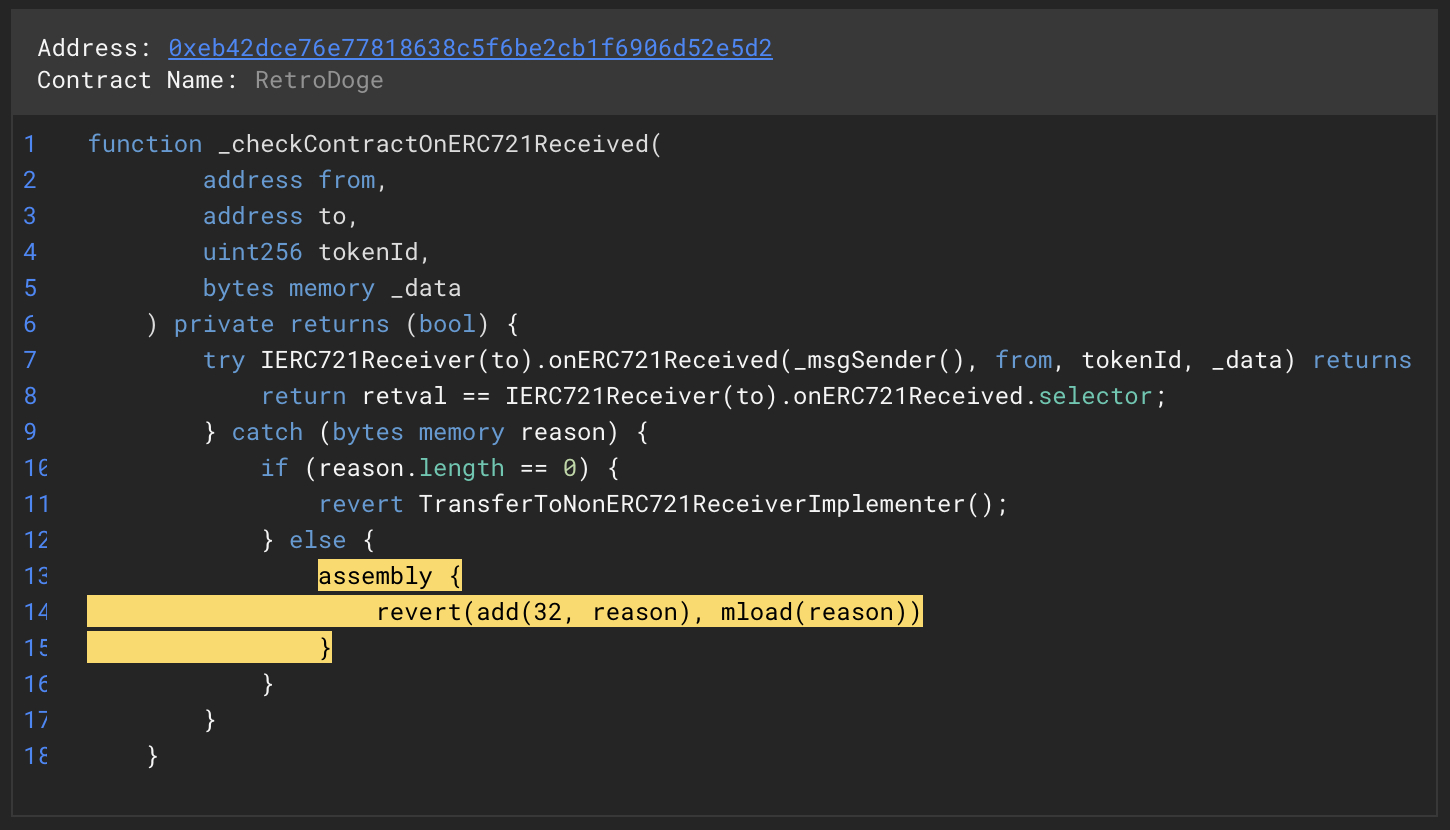 Address: 0xeb42dce76e77818638c5f6be2cb1f6906d52e5d2
Contract Name: RetroDoge
1 function _checkContractOnERC721Received(
2 address from,
3 address to,
4 uint256 tokenId,
5 bytes memory _data
6 ) private returns (bool) {
7 try IERC721Receiver(to).onERC721Received(_msgSender(), from, tokenId, _data) returns
8 return retval == IERC721Receiver(to).onERC721Received.selector;
9 } catch (bytes memory reason) {
10 if (reason.length == 0) {
11 revert TransferToNonERC721ReceiverImplementer();
12 } else {
13 assembly {
14 revert(add(32, reason), mload(reason))
15 }
16 }
17 }
18 }